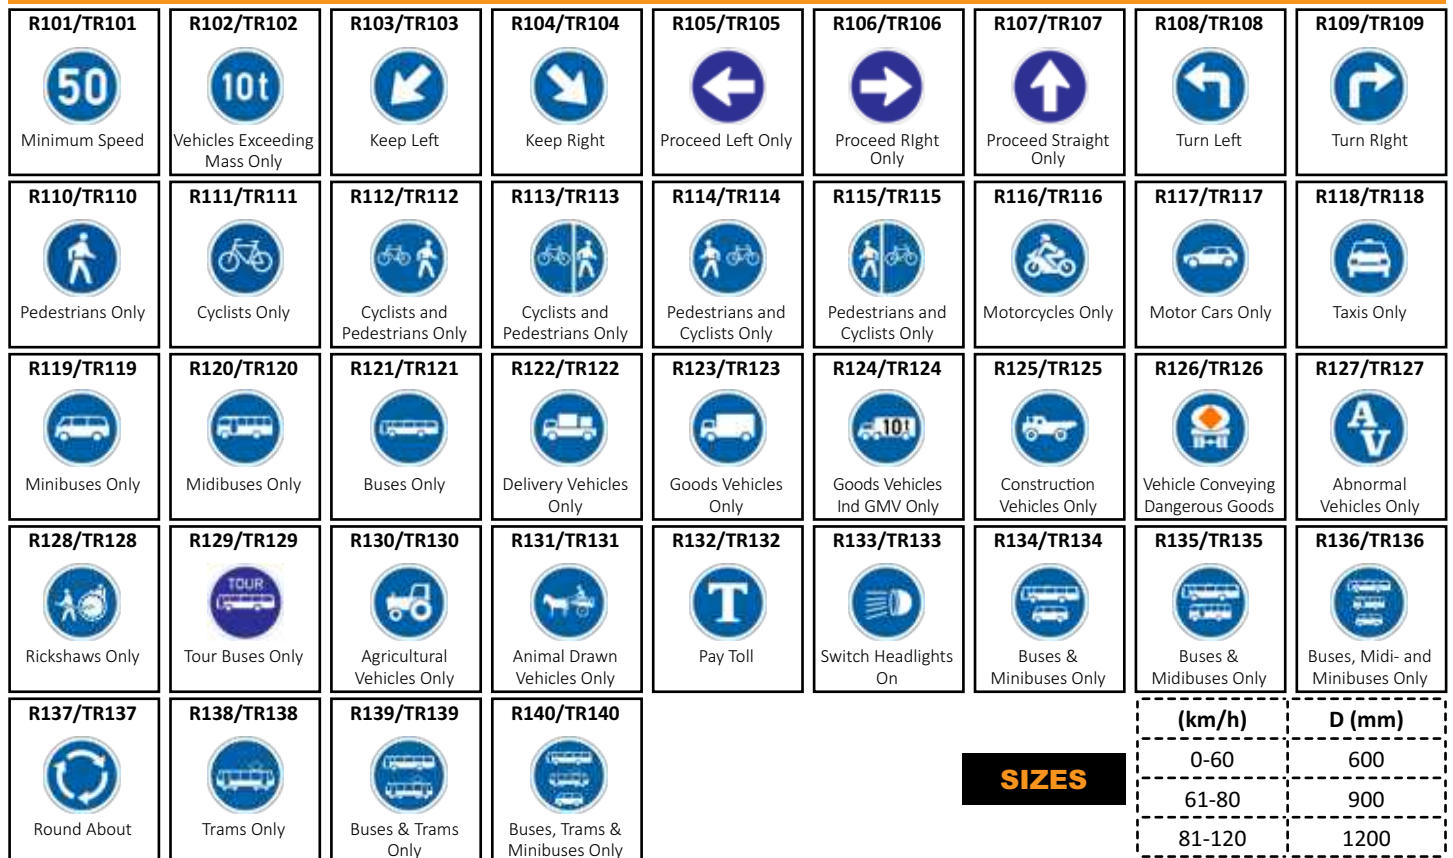 R101/TR101
50
Minimum Speed
R102/TR102
10t
Vehicles Exceeding
Mass Only
R103/TR103
Keep Left
R104/TR104
Keep Right
R105/TR105
Proceed Left Only
R106/TR106
Proceed RIght
Only
R107/TR107
Proceed Straight
Only
R108/TR108
Turn Left
R109/TR109
Turn RIght
R110/TR110
Pedestrians Only
R111/TR111
Cyclists Only
R112/TR112
Cyclists and
Pedestrians Only
R113/TR113
Cyclists and
Pedestrians Only
R114/TR114
Pedestrians and
Cyclists Only
R115/TR115
Pedestrians and
Cyclists Only
R116/TR116
Motorcycles Only
R117/TR117
Motor Cars Only
R118/TR118
Taxis Only
R119/TR119
Minibuses Only
R120/TR120
Midibuses Only
R121/TR121
Buses Only
R122/TR122
Delivery Vehicles
Only
R123/TR123
Goods Vehicles
Only
R124/TR124
10t
Goods Vehicles
Ind GMV Only
R125/TR125
Construction
Vehicles Only
R126/TR126
Vehicle Conveying
Dangerous Goods
R127/TR127
A
V
Abnormal
Vehicles Only
R128/TR128
Rickshaws Only
R129/TR129
TOUR
Tour Buses Only
R130/TR130
Agricultural
Vehicles Only
R131/TR131
Animal Drawn
Vehicles Only
R132/TR132
T
Pay Toll
R133/TR133
Switch Headlights
On
R134/TR134
Buses &
Minibuses Only
R135/TR135
Buses &
Midibuses Only
R136/TR136
Buses, Midi- and
Minibuses Only
R137/TR137
Round About
R138/TR138
Trams Only
R139/TR139
Buses & Trams
Only
R140/TR140
Buses, Trams &
Minibuses Only
SIZES
(km/h) D (mm)
0-60 600
61-80 900
81-120 1200